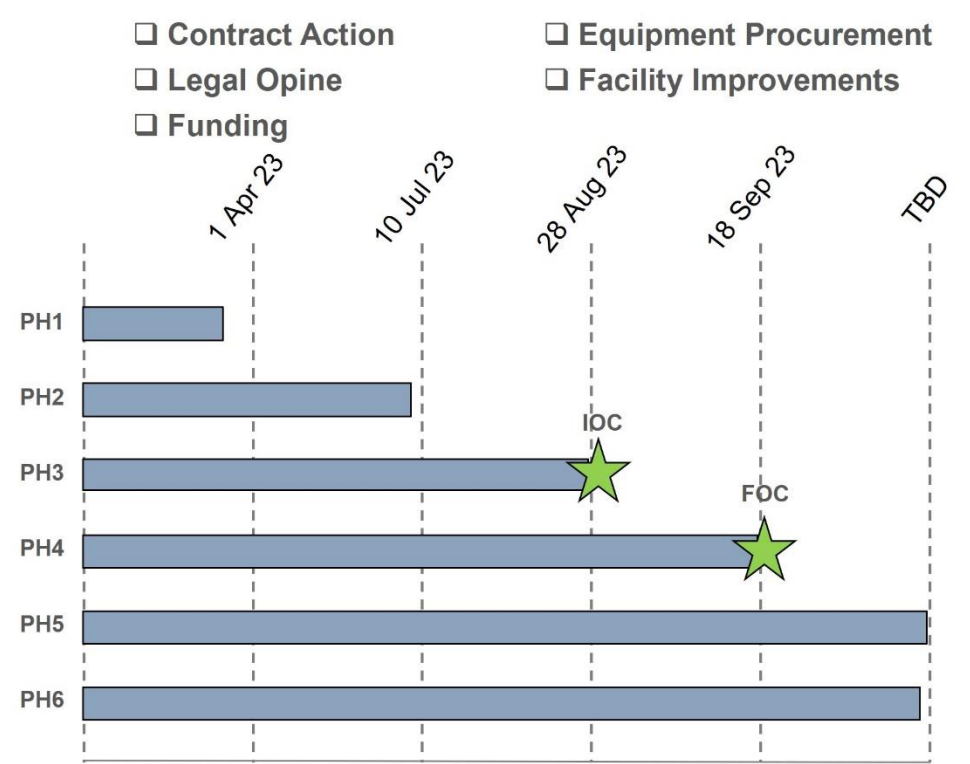 ❑ Contract Action
❑ Legal Opine
❑ Funding
❑ Equipment Procurement
❑ Facility Improvements
1 Apr 23
10 Jul 23
28 Aug 23
18 Sep 23
TBD
PH1
PH2
IOC
PH3
FOC
PH4
PH5
PH6